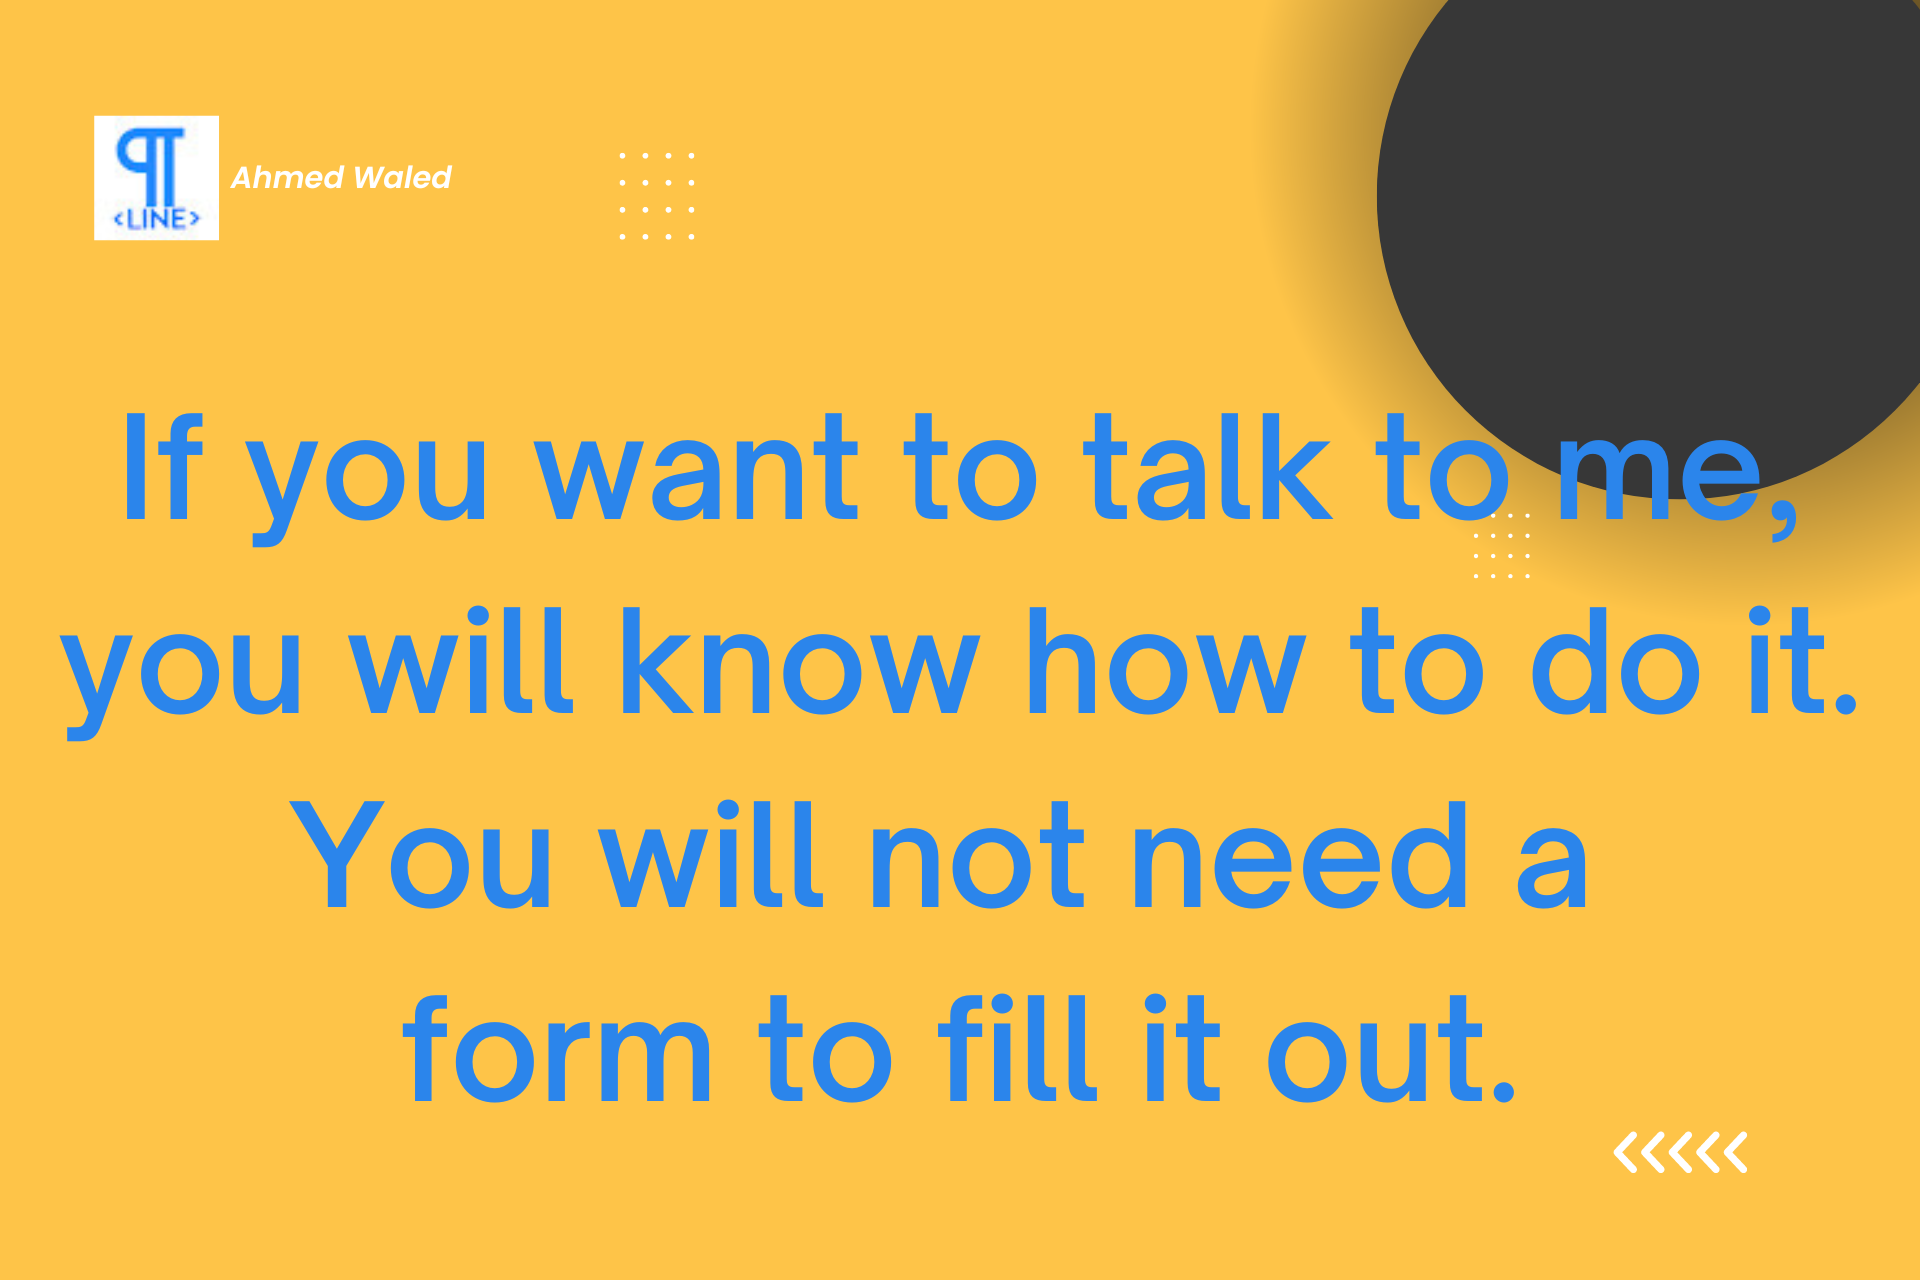 <LINE>
Ahmed Waled
If you want to talk to me,
you will know how to do it.
You will not need a
form to fill it out.